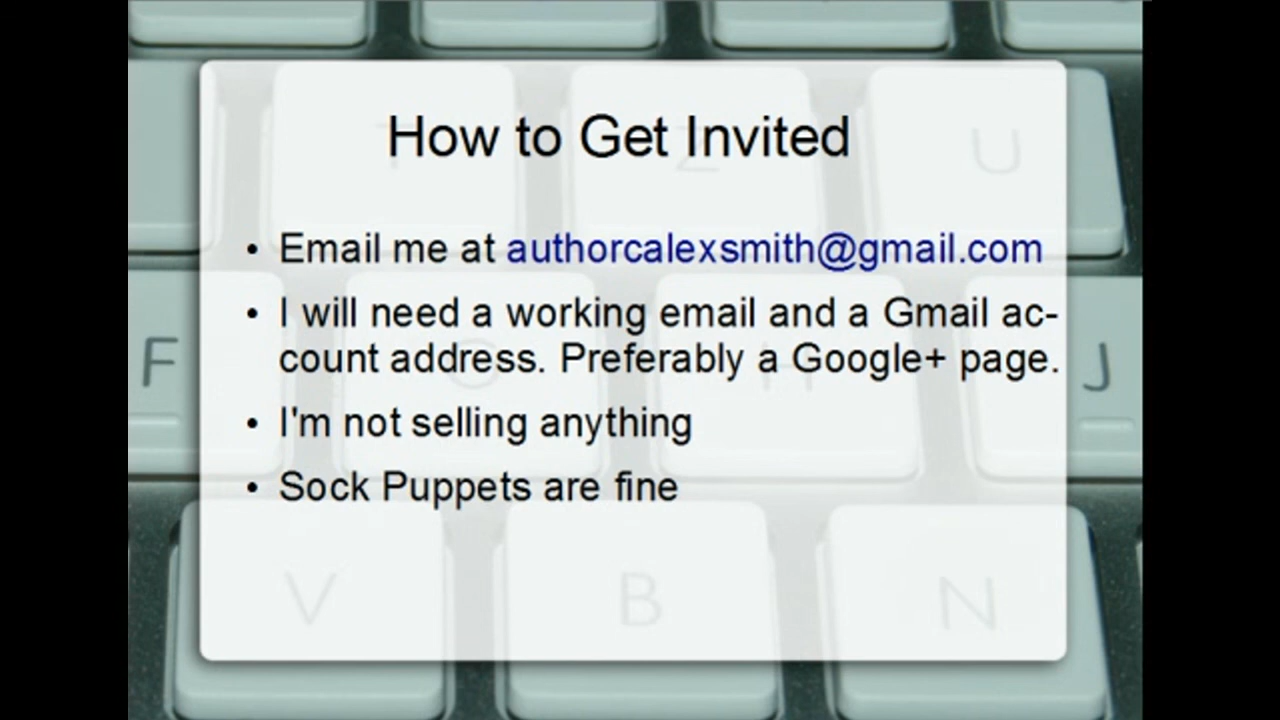 How to Get Invited
• Email me at authorcalexsmith@gmail.com
• I will need a working email and a Gmail ac-
count address. Preferably a Google+ page.
• I'm not selling anything
• Sock Puppets are fine
F
J
U
V
B
N